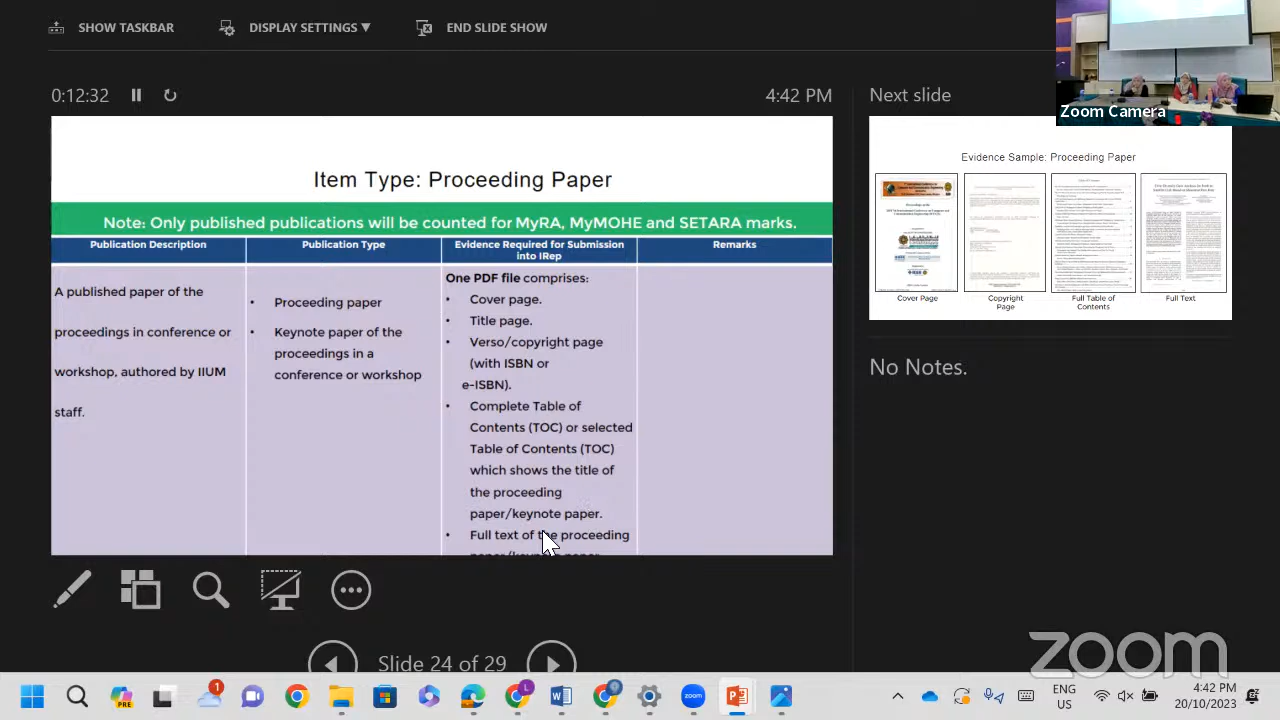 SHOW TASKBAR
DISPLAY SETTINGS ▼
END SLIDE SHOW
0:12:32
4:42 PM
Next slide
Zoom Camera
Item Type: Proceeding Paper
Note: Only published publications are counted for MyRA, MyMOHE and SETARA
Publication Description
Publication Type
Evidence Required for Submission
into IRep
Remarks
A published paper of the
proceedings in conference or
workshop, authored by IIUM
staff.
• Proceeding paper
• Keynote paper of the
proceedings in a
conference or workshop
PDF file comprises:
• Cover page.
• Title page.
• Verso/copyright page
(with ISBN or
e-ISBN).
• Complete Table of
Contents (TOC) or selected
Table of Contents (TOC)
which shows the title of
the proceeding
paper/keynote paper.
• Full text of the proceeding
Evidence Sample: Proceeding Paper
Cover Page
Copyright
Page
Full Table of
Contents
Full Text
No Notes.
Slide 24 of 29
zoom
PRE
1
L
zoom
ENG
US
4:42 PM
20/10/2023